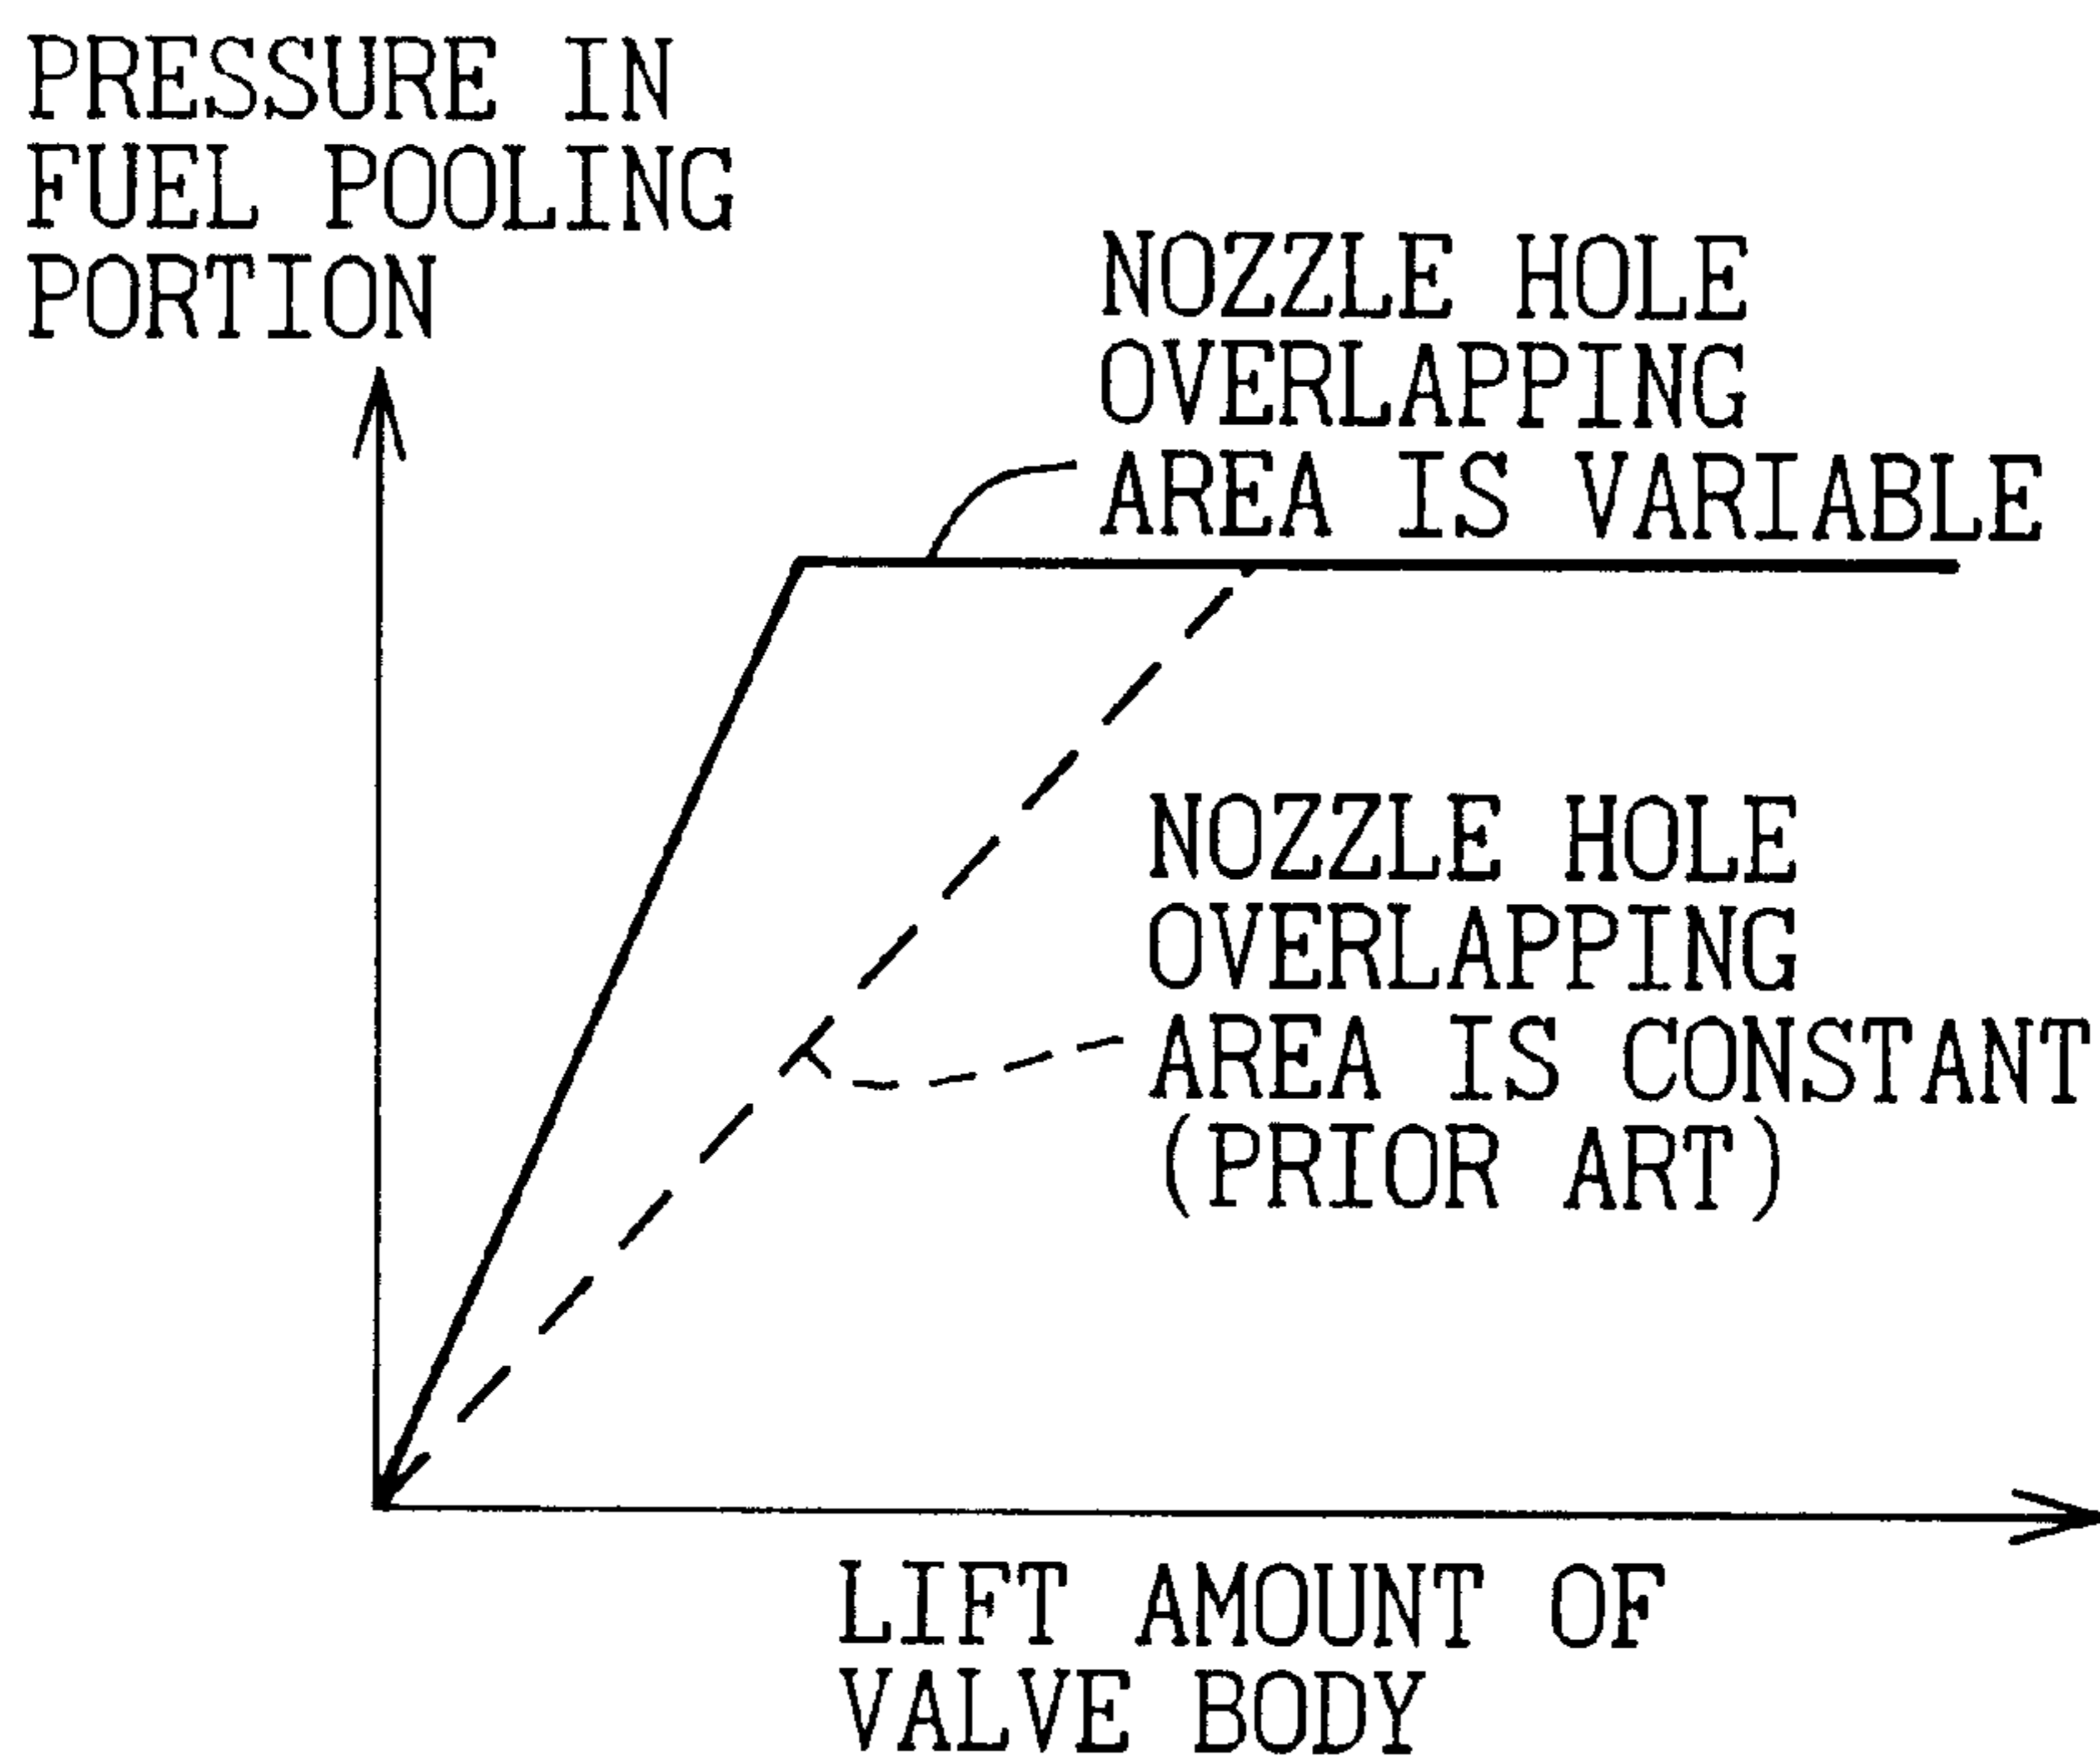 PRESSURE IN
FUEL POOLING
PORTION
NOZZLE HOLE
OVERLAPPING
AREA IS VARIABLE
NOZZLE HOLE
OVERLAPPING
AREA IS CONSTANT
(PRIOR ART)
LIFT AMOUNT OF
VALVE BODY